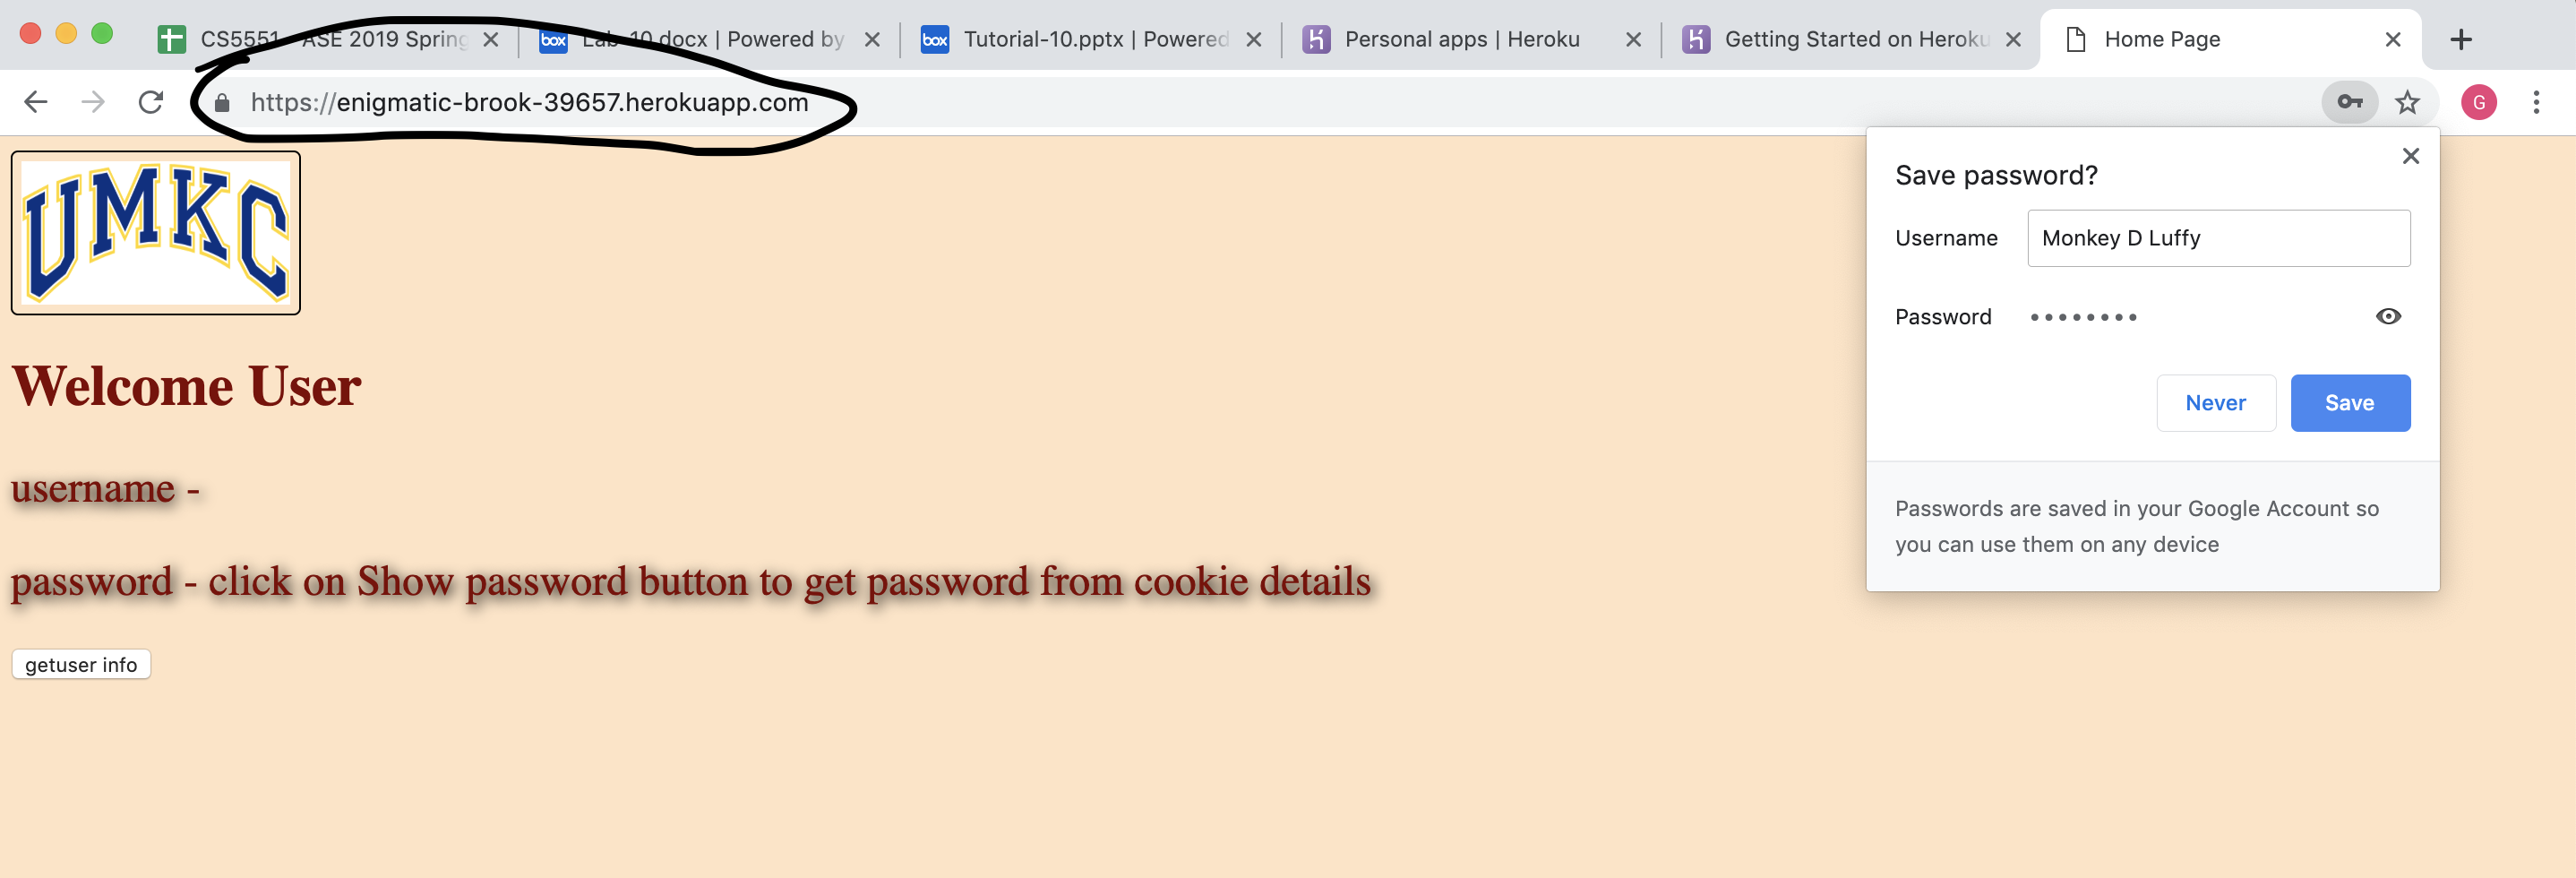 CS5551 - ASE 2019 Spring
Lab-10.docx | Powered by
Tutorial-10.pptx | Powered
Personal apps | Heroku
Getting Started on Heroku
Home Page
https://enigmatic-brook-39657.herokuapp.com
G
UMKC
Welcome User
username -
password - click on Show password button to get password from cookie details
getuser info
Save password?
Username Monkey D Luffy
Password ••••••••
Never Save
Passwords are saved in your Google Account so
you can use them on any device